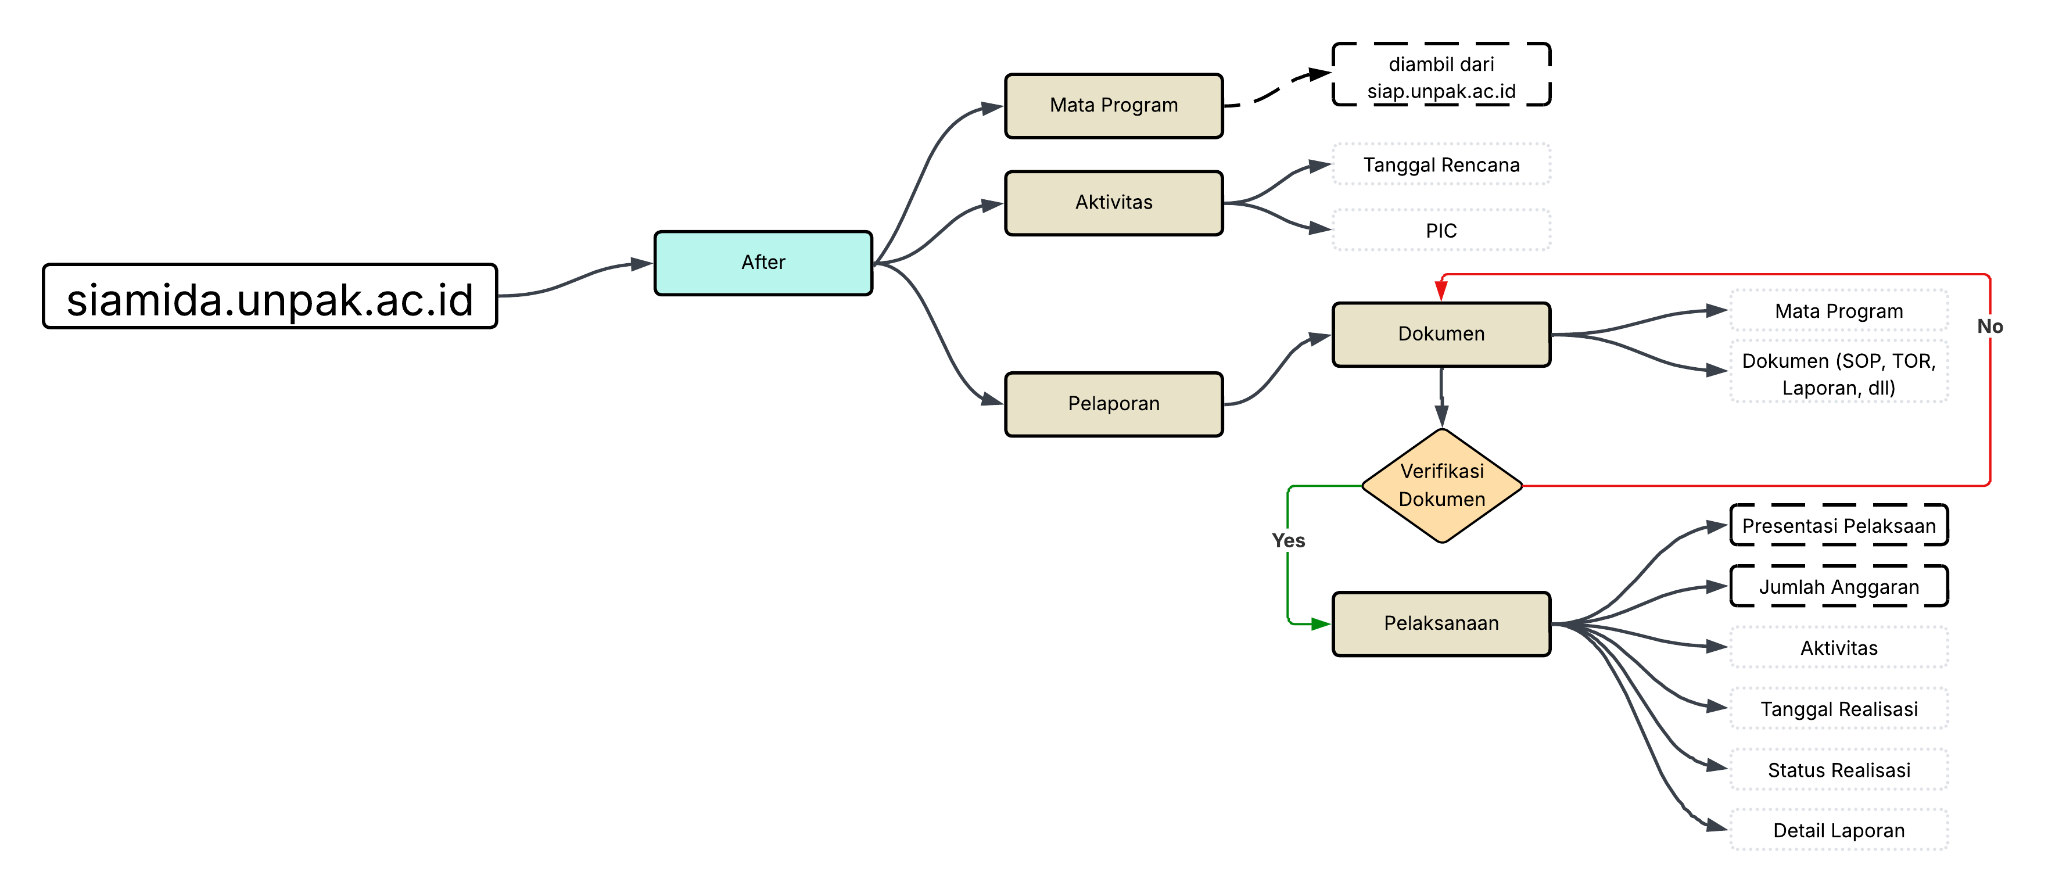 siamida.unpak.ac.id
After
Mata Program
diambil dari
siap.unpak.ac.id
Aktivitas
Tanggal Rencana
PIC
Pelaporan
Dokumen
Mata Program
Dokumen (SOP, TOR,
Laporan, dll)
No
Verifikasi
Dokumen
Yes
Pelaksanaan
Presentasi Pelaksaan
Jumlah Anggaran
Aktivitas
Tanggal Realisasi
Status Realisasi
Detail Laporan